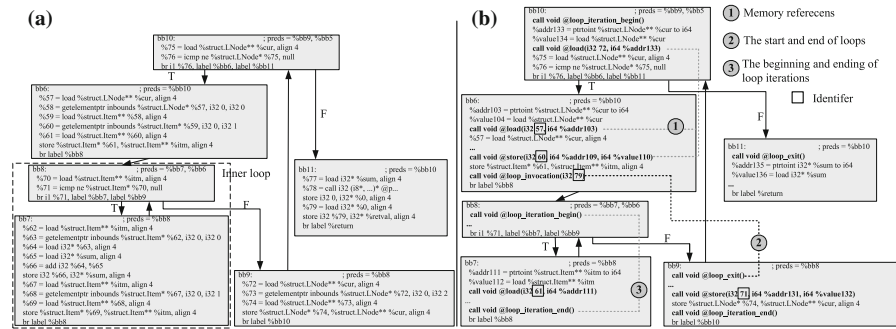 (a)
bb10: ; preds = %bb9, %bb5
%75 = load %struct.LNode** %cur, align 4
%76 = icmp ne %struct.LNode* %75, null
br i1 %76, label %bb6, label %bb11
T
F
bb6: ; preds = %bb10
%57 = load %struct.LNode** %cur, align 4
%58 = getelementptr inbounds %struct.LNode* %57, i32 0, i32 0
%59 = load %struct.Item** %58, align 4
%60 = getelementptr inbounds %struct.Item* %59, i32 0, i32 1
%61 = load %struct.Item** %60, align 4
store %struct.Item* %61, %struct.Item** %itm, align 4
br label %bb8
Inner loop
bb8: ; preds = %bb7, %bb6
%70 = load %struct.Item** %itm, align 4
%71 = icmp ne %struct.Item* %70, null
br i1 %71, label %bb7, label %bb9
T
F
bb7: ; preds = %bb8
%62 = load %struct.Item** %itm, align 4
%63 = getelementptr inbounds %struct.Item* %62, i32 0, i32 0
%64 = load i32* %63, align 4
%65 = load i32* %sum, align 4
%66 = add i32 %64, %65
store i32 %66, i32* %sum, align 4
%67 = load %struct.Item** %itm, align 4
%68 = getelementptr inbounds %struct.Item* %67, i32 0, i32 1
%69 = load %struct.Item** %68, align 4
store %struct.Item* %69, %struct.Item** %itm, align 4
br label %bb8
bb11: ; preds = %bb10
%77 = load i32* %sum, align 4
%78 = call i32 (i8*, ...)* @p...
store i32 0, i32* %0, align 4
%79 = load i32* %0, align 4
store i32 %79, i32* %retval, align 4
br label %return
bb9: ; preds = %bb8
%72 = load %struct.LNode** %cur, align 4
%73 = getelementptr inbounds %struct.LNode* %72, i32 0, i32 2
%74 = load %struct.LNode** %73, align 4
store %struct.LNode* %74, %struct.LNode** %cur, align 4
br label %bb10
(b)
bb10: ; preds = %bb9, %bb5
call void @loop_iteration_begin()
%addr133 = ptrtoint %struct.LNode** %cur to i64
%value134 = load %struct.LNode** %cur
call void @load(i32 72, i64 %addr133)
%75 = load %struct.LNode** %cur, align 4
%76 = icmp ne %struct.LNode* %75, null
br i1 %76, label %bb6, label %bb11
1 Memory referecens
2 The start and end of loops
3 The beginning and ending of
loop iterations
Identifer
T
F
bb6: ; preds = %bb10
%addr103 = ptrtoint %struct.LNode** %cur to i64
%value104 = load %struct.LNode** %cur
call void @load(i32 57, i64 %addr103)
%57 = load %struct.LNode** %cur, align 4
...
call void @store(i32 60, i64 %addr109, i64 %value110)
store %struct.Item* %61, %struct.Item** %itm, align 4
call void @loop_invocation(i32 79)
br label %bb8
1
bb11: ; preds = %bb10
call void @loop_exit()
%addr135 = ptrtoint i32* %sum to i64
%value136 = load i32* %sum
...
br label %return
bb8: ; preds = %bb7, %bb6
call void @loop_iteration_begin()
...
br i1 %71, label %bb7, label %bb9
T
F
2
bb7: ; preds = %bb8
%addr111 = ptrtoint %struct.Item** %itm to i64
%value112 = load %struct.Item** %itm
call void @load(i32 61, i64 %addr111)
...
call void @loop_iteration_end()
br label %bb8
3
bb9: ; preds = %bb8
call void @loop_exit()
...
call void @store(i32 71, i64 %addr131, i64 %value132)
store %struct.LNode* %74, %struct.LNode** %cur, align 4
call void @loop_iteration_end()
br label %bb10